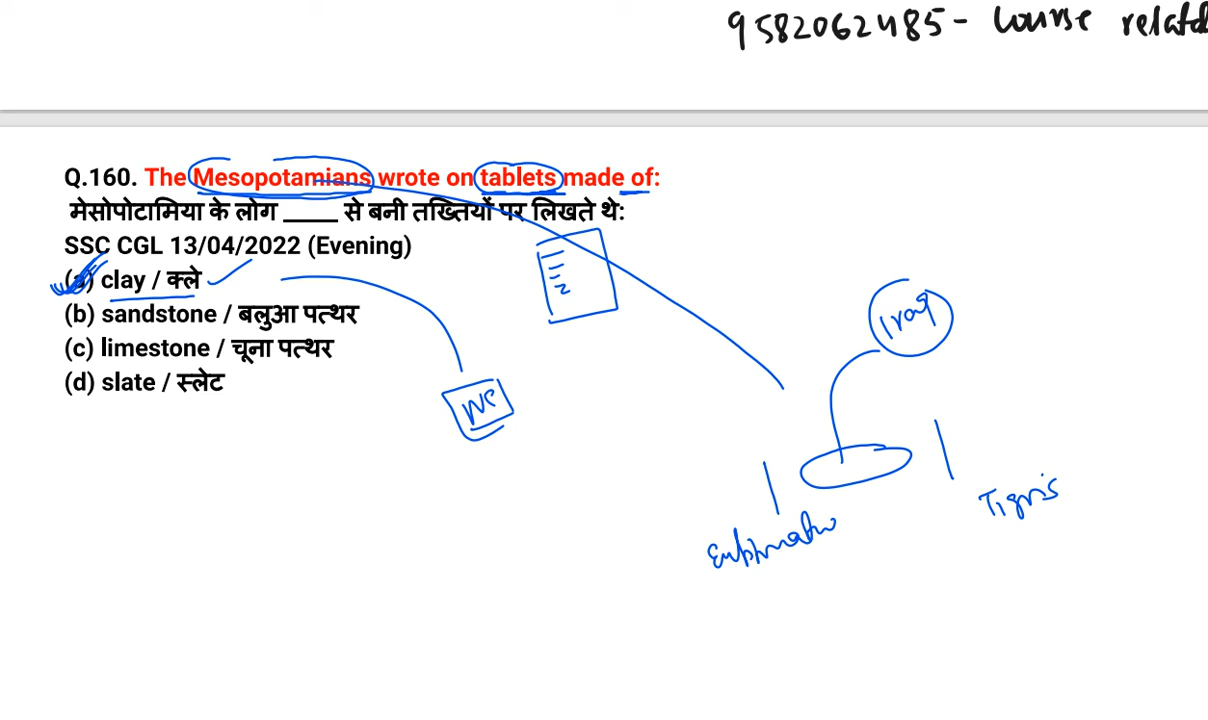 9582062485 - Course related
Q.160. The Mesopotamians wrote on tablets made of:
मेसोपोटामिया के लोग _____ से बनी तख्तियों पर लिखते थे:
SSC CGL 13/04/2022 (Evening)
(a) clay / क्ले
(b) sandstone / बलुआ पत्थर
(c) limestone / चूना पत्थर
(d) slate / स्लेट
Iraq
Tigris